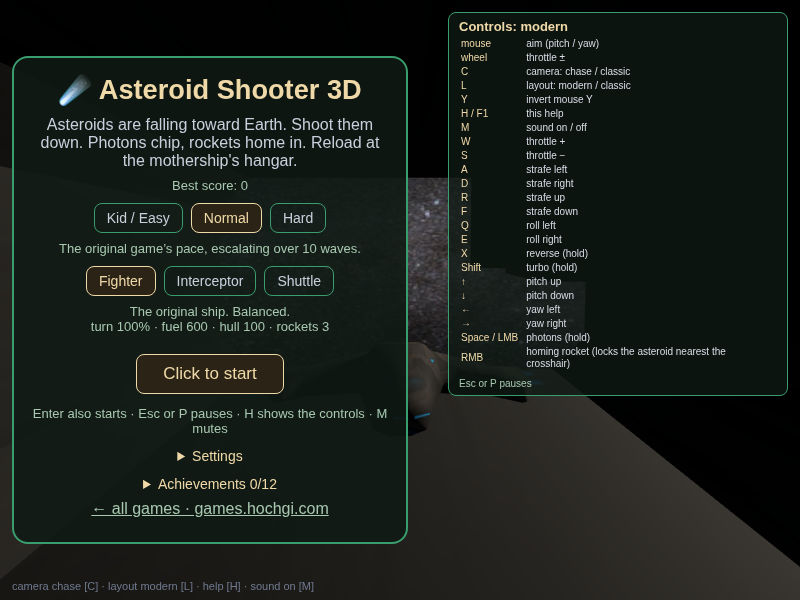 Asteroid Shooter 3D
Asteroids are falling toward Earth. Shoot them
down. Photons chip, rockets home in. Reload at
the mothership's hangar.
Best score: 0
Kid / Easy
Normal
Hard
The original game's pace, escalating over 10 waves.
Fighter
Interceptor
Shuttle
The original ship. Balanced.
turn 100% · fuel 600 · hull 100 · rockets 3
Click to start
Enter also starts · Esc or P pauses · H shows the controls · M
mutes
▶ Settings
▶ Achievements 0/12
← all games · games.hochgi.com
camera chase [C] · layout modern [L] · help [H] · sound on [M]
Controls: modern
mouse aim (pitch / yaw)
wheel throttle ±
C camera: chase / classic
L layout: modern / classic
Y invert mouse Y
H / F1 this help
M sound on / off
W throttle +
S throttle −
A strafe left
D strafe right
R strafe up
F strafe down
Q roll left
E roll right
X reverse (hold)
Shift turbo (hold)
↑ pitch up
↓ pitch down
← yaw left
→ yaw right
Space / LMB photons (hold)
RMB homing rocket (locks the asteroid nearest the
crosshair)
Esc or P pauses